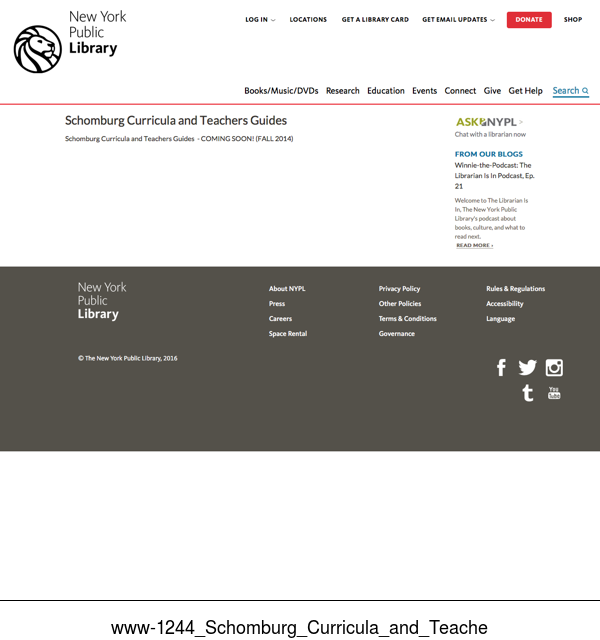 New York
Public
Library
LOG IN
LOCATIONS
GET A LIBRARY CARD
GET EMAIL UPDATES
DONATE
SHOP
Books/Music/DVDs
Research
Education
Events
Connect
Give
Get Help
Search
Schomburg Curricula and Teachers Guides
Schomburg Curricula and Teachers Guides - COMING SOON! (FALL 2014)
ASK NYPL >
Chat with a librarian now
FROM OUR BLOGS
Winnie-the-Podcast: The
Librarian Is In Podcast, Ep.
21
Welcome to The Librarian Is
In, The New York Public
Library's podcast about
books, culture, and what to
read next.
READ MORE ›
New York
Public
Library
About NYPL
Press
Careers
Space Rental
Privacy Policy
Other Policies
Terms & Conditions
Governance
Rules & Regulations
Accessibility
Language
© The New York Public Library, 2016
You
Tube
www-1244_Schomburg_Curricula_and_Teache